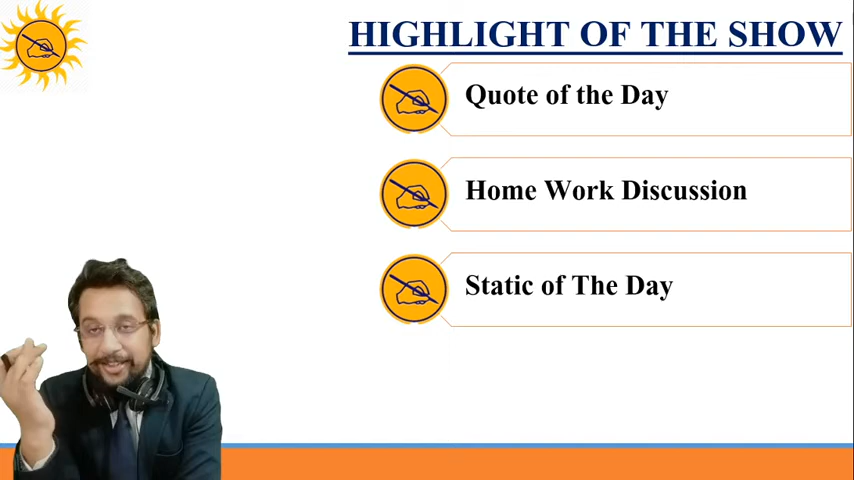 HIGHLIGHT OF THE SHOW
Quote of the Day
Home Work Discussion
Static of The Day